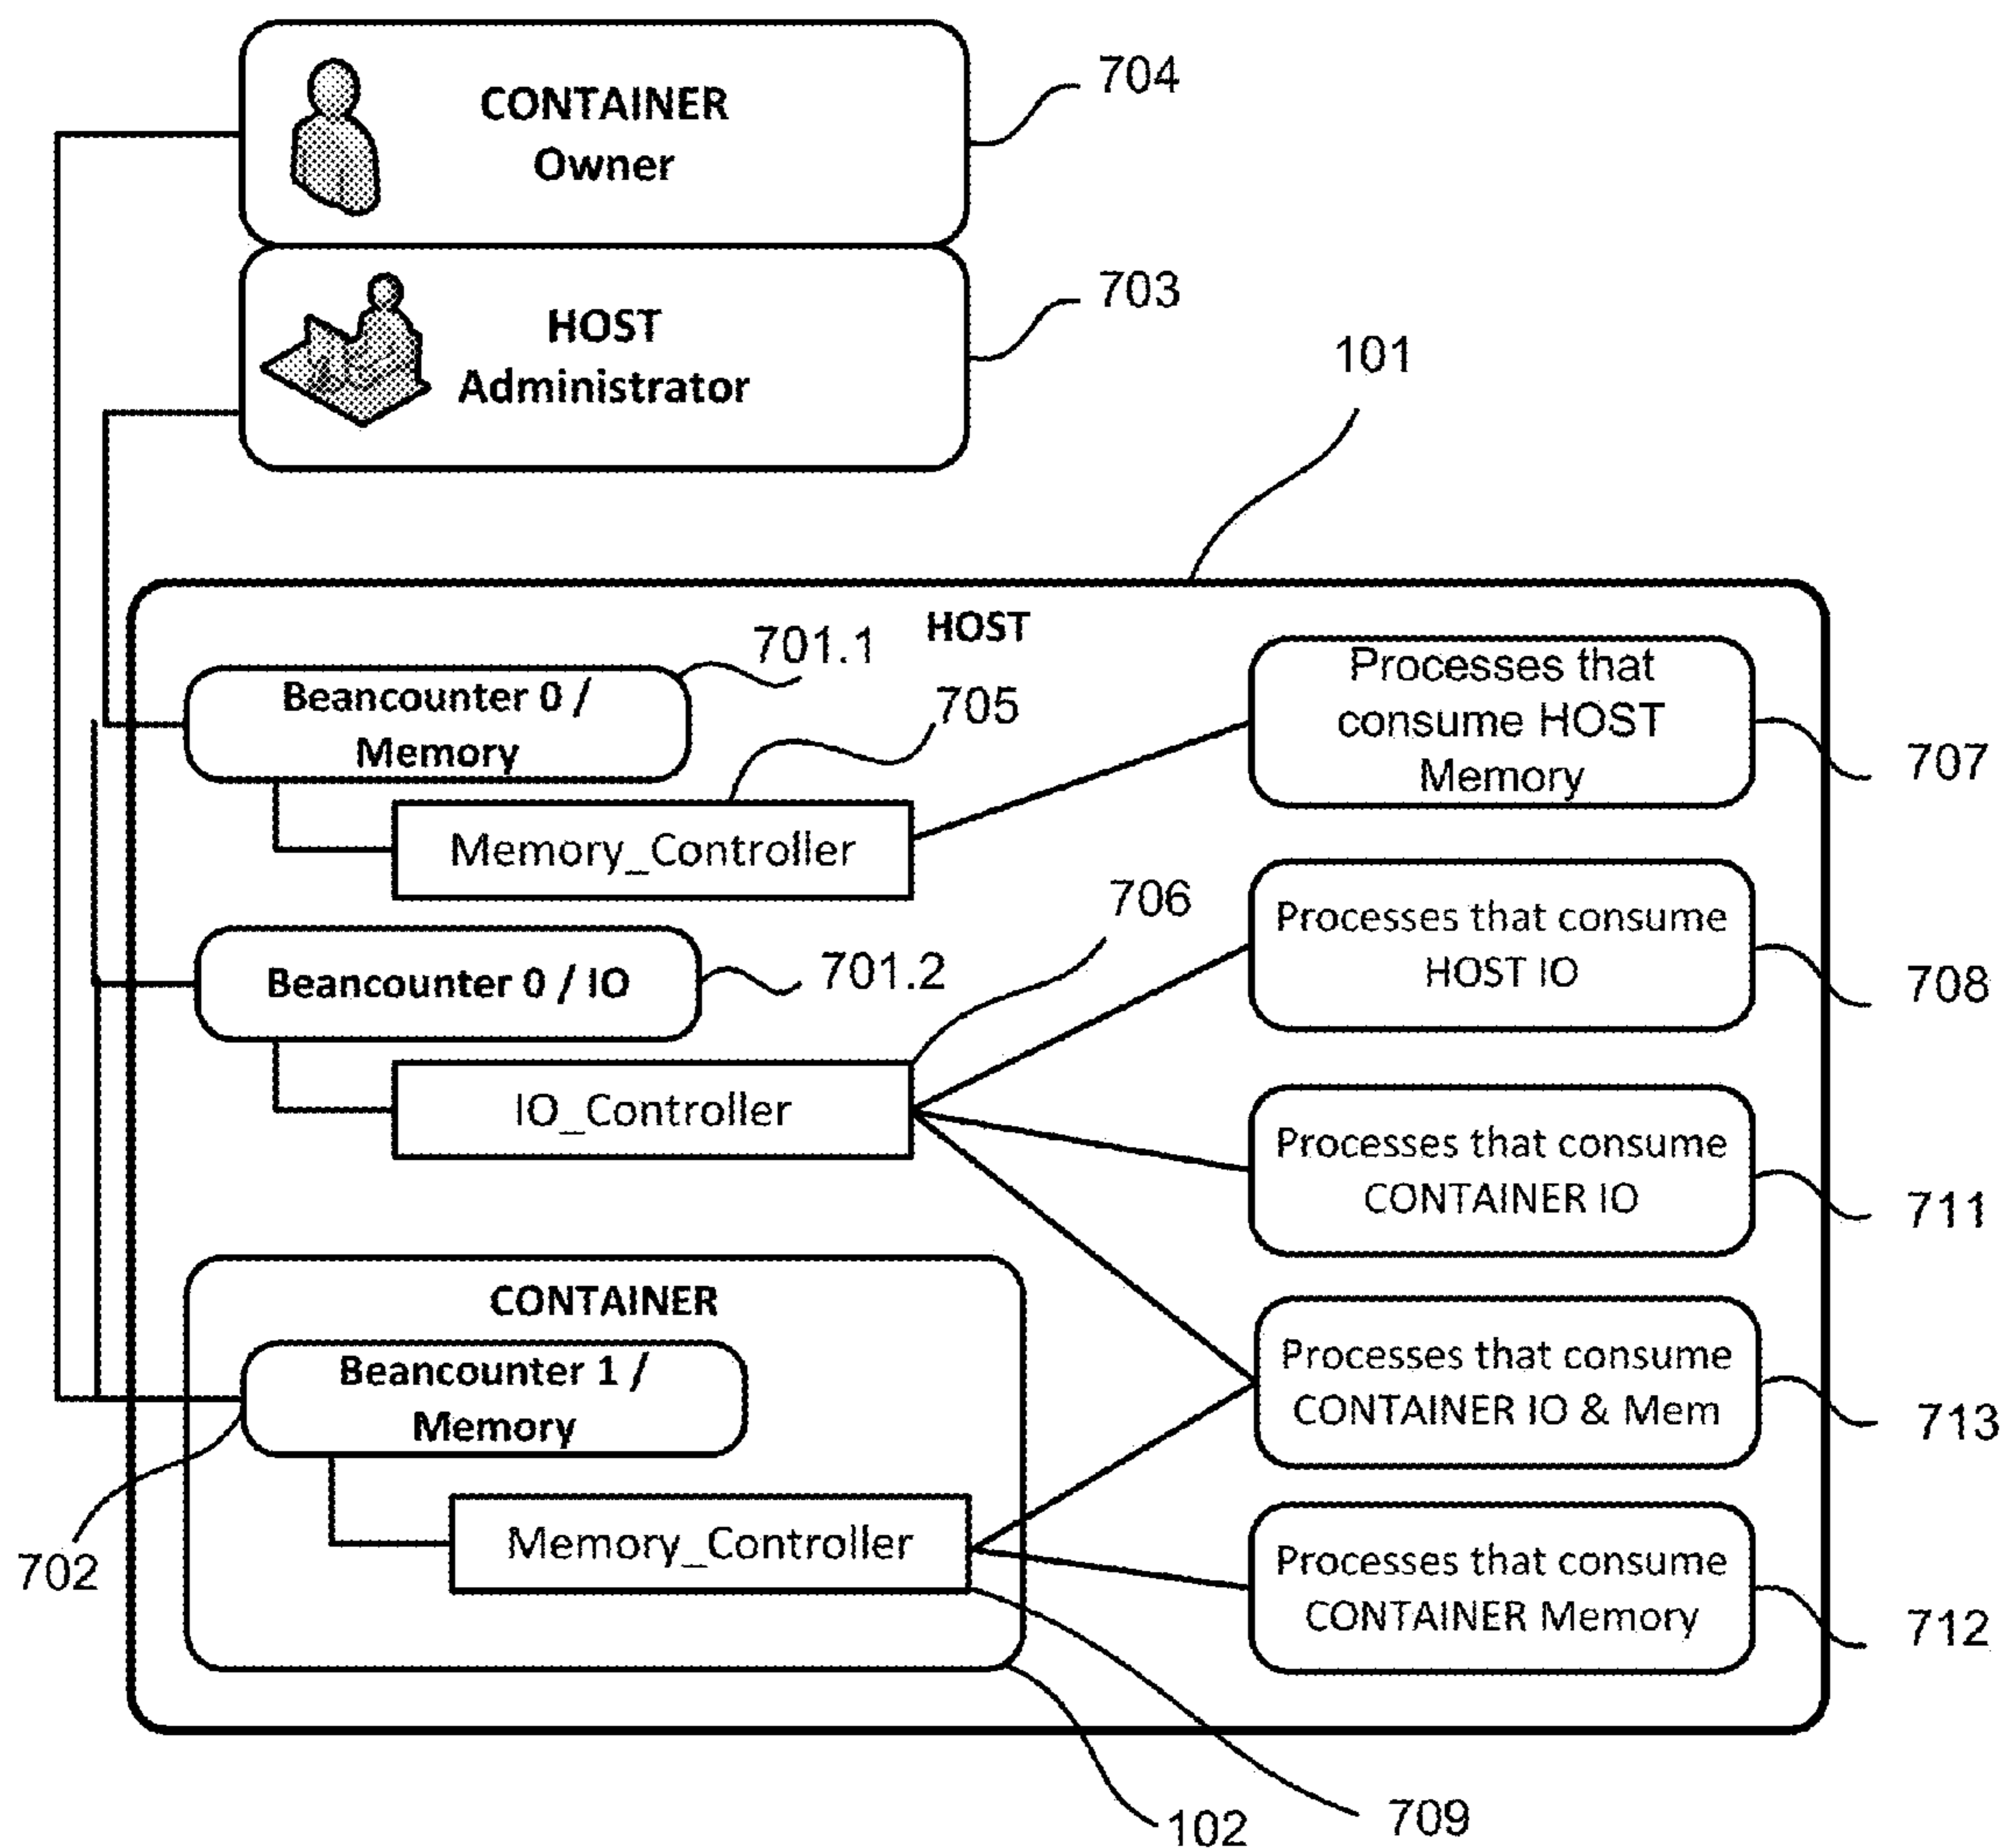 CONTAINER
Owner
704
HOST
Administrator
703
101
HOST
701.1
Beancounter 0 /
Memory
705
Memory_Controller
Processes that
consume HOST
Memory
707
706
Processes that consume
HOST IO
708
Beancounter 0 / IO
701.2
IO_Controller
Processes that consume
CONTAINER IO
711
CONTAINER
Beancounter 1 /
Memory
Processes that consume
CONTAINER IO & Mem
713
702
Memory_Controller
Processes that consume
CONTAINER Memory
712
102
709